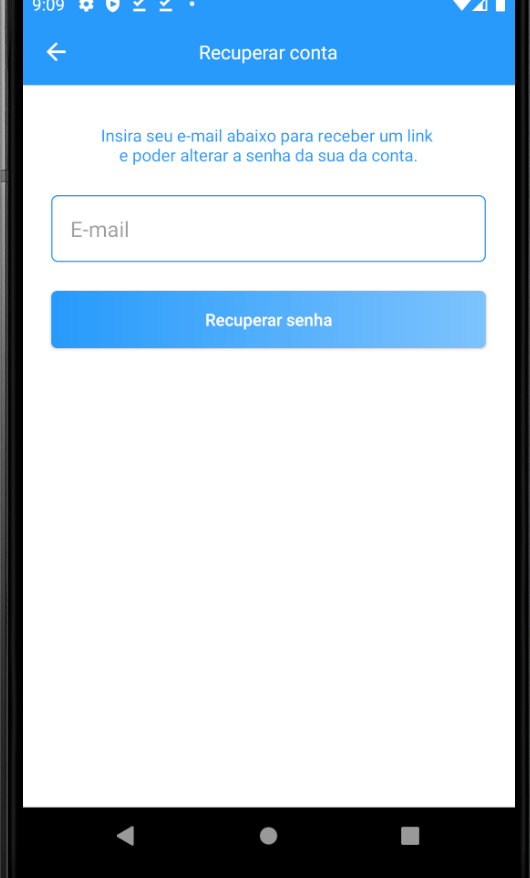 9:09
Recuperar conta
Insira seu e-mail abaixo para receber um link
e poder alterar a senha da sua da conta.
E-mail
Recuperar senha